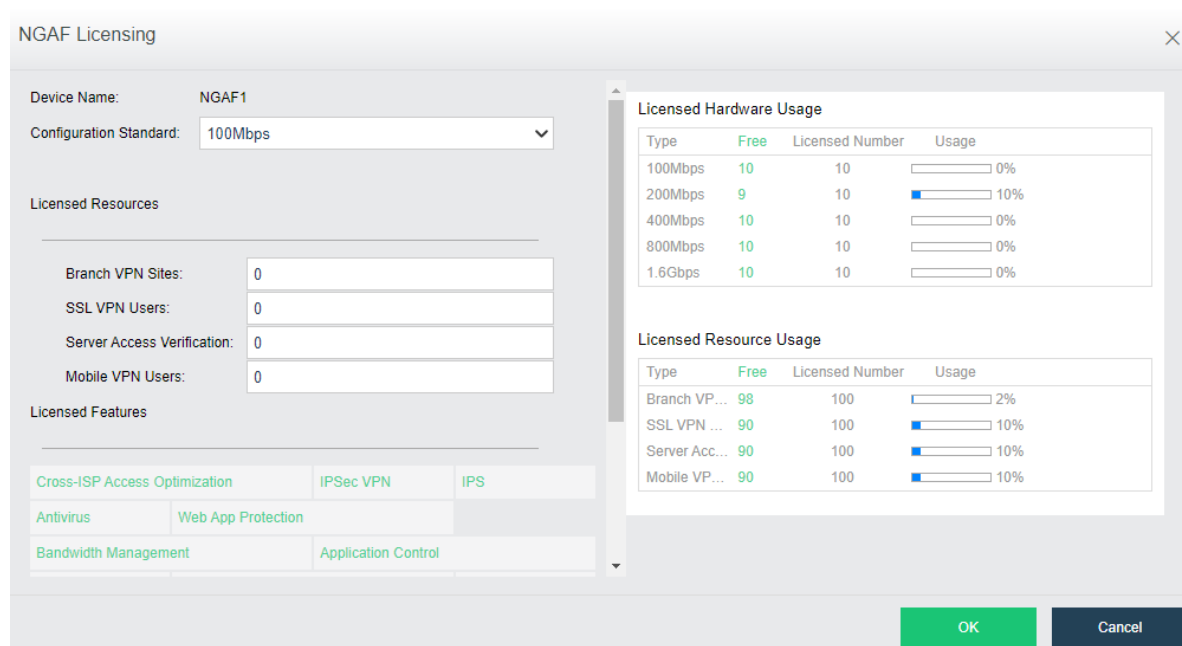 NGAF Licensing
Device Name: NGAF1
Configuration Standard: 100Mbps
Licensed Resources
Branch VPN Sites: 0
SSL VPN Users: 0
Server Access Verification: 0
Mobile VPN Users: 0
Licensed Features
Cross-ISP Access Optimization IPSec VPN IPS
Antivirus Web App Protection
Bandwidth Management Application Control
Licensed Hardware Usage
Type Free Licensed Number Usage
100Mbps 10 10 0%
200Mbps 9 10 10%
400Mbps 10 10 0%
800Mbps 10 10 0%
1.6Gbps 10 10 0%
Licensed Resource Usage
Type Free Licensed Number Usage
Branch VP... 98 100 2%
SSL VPN ... 90 100 10%
Server Acc... 90 100 10%
Mobile VP... 90 100 10%
OK Cancel